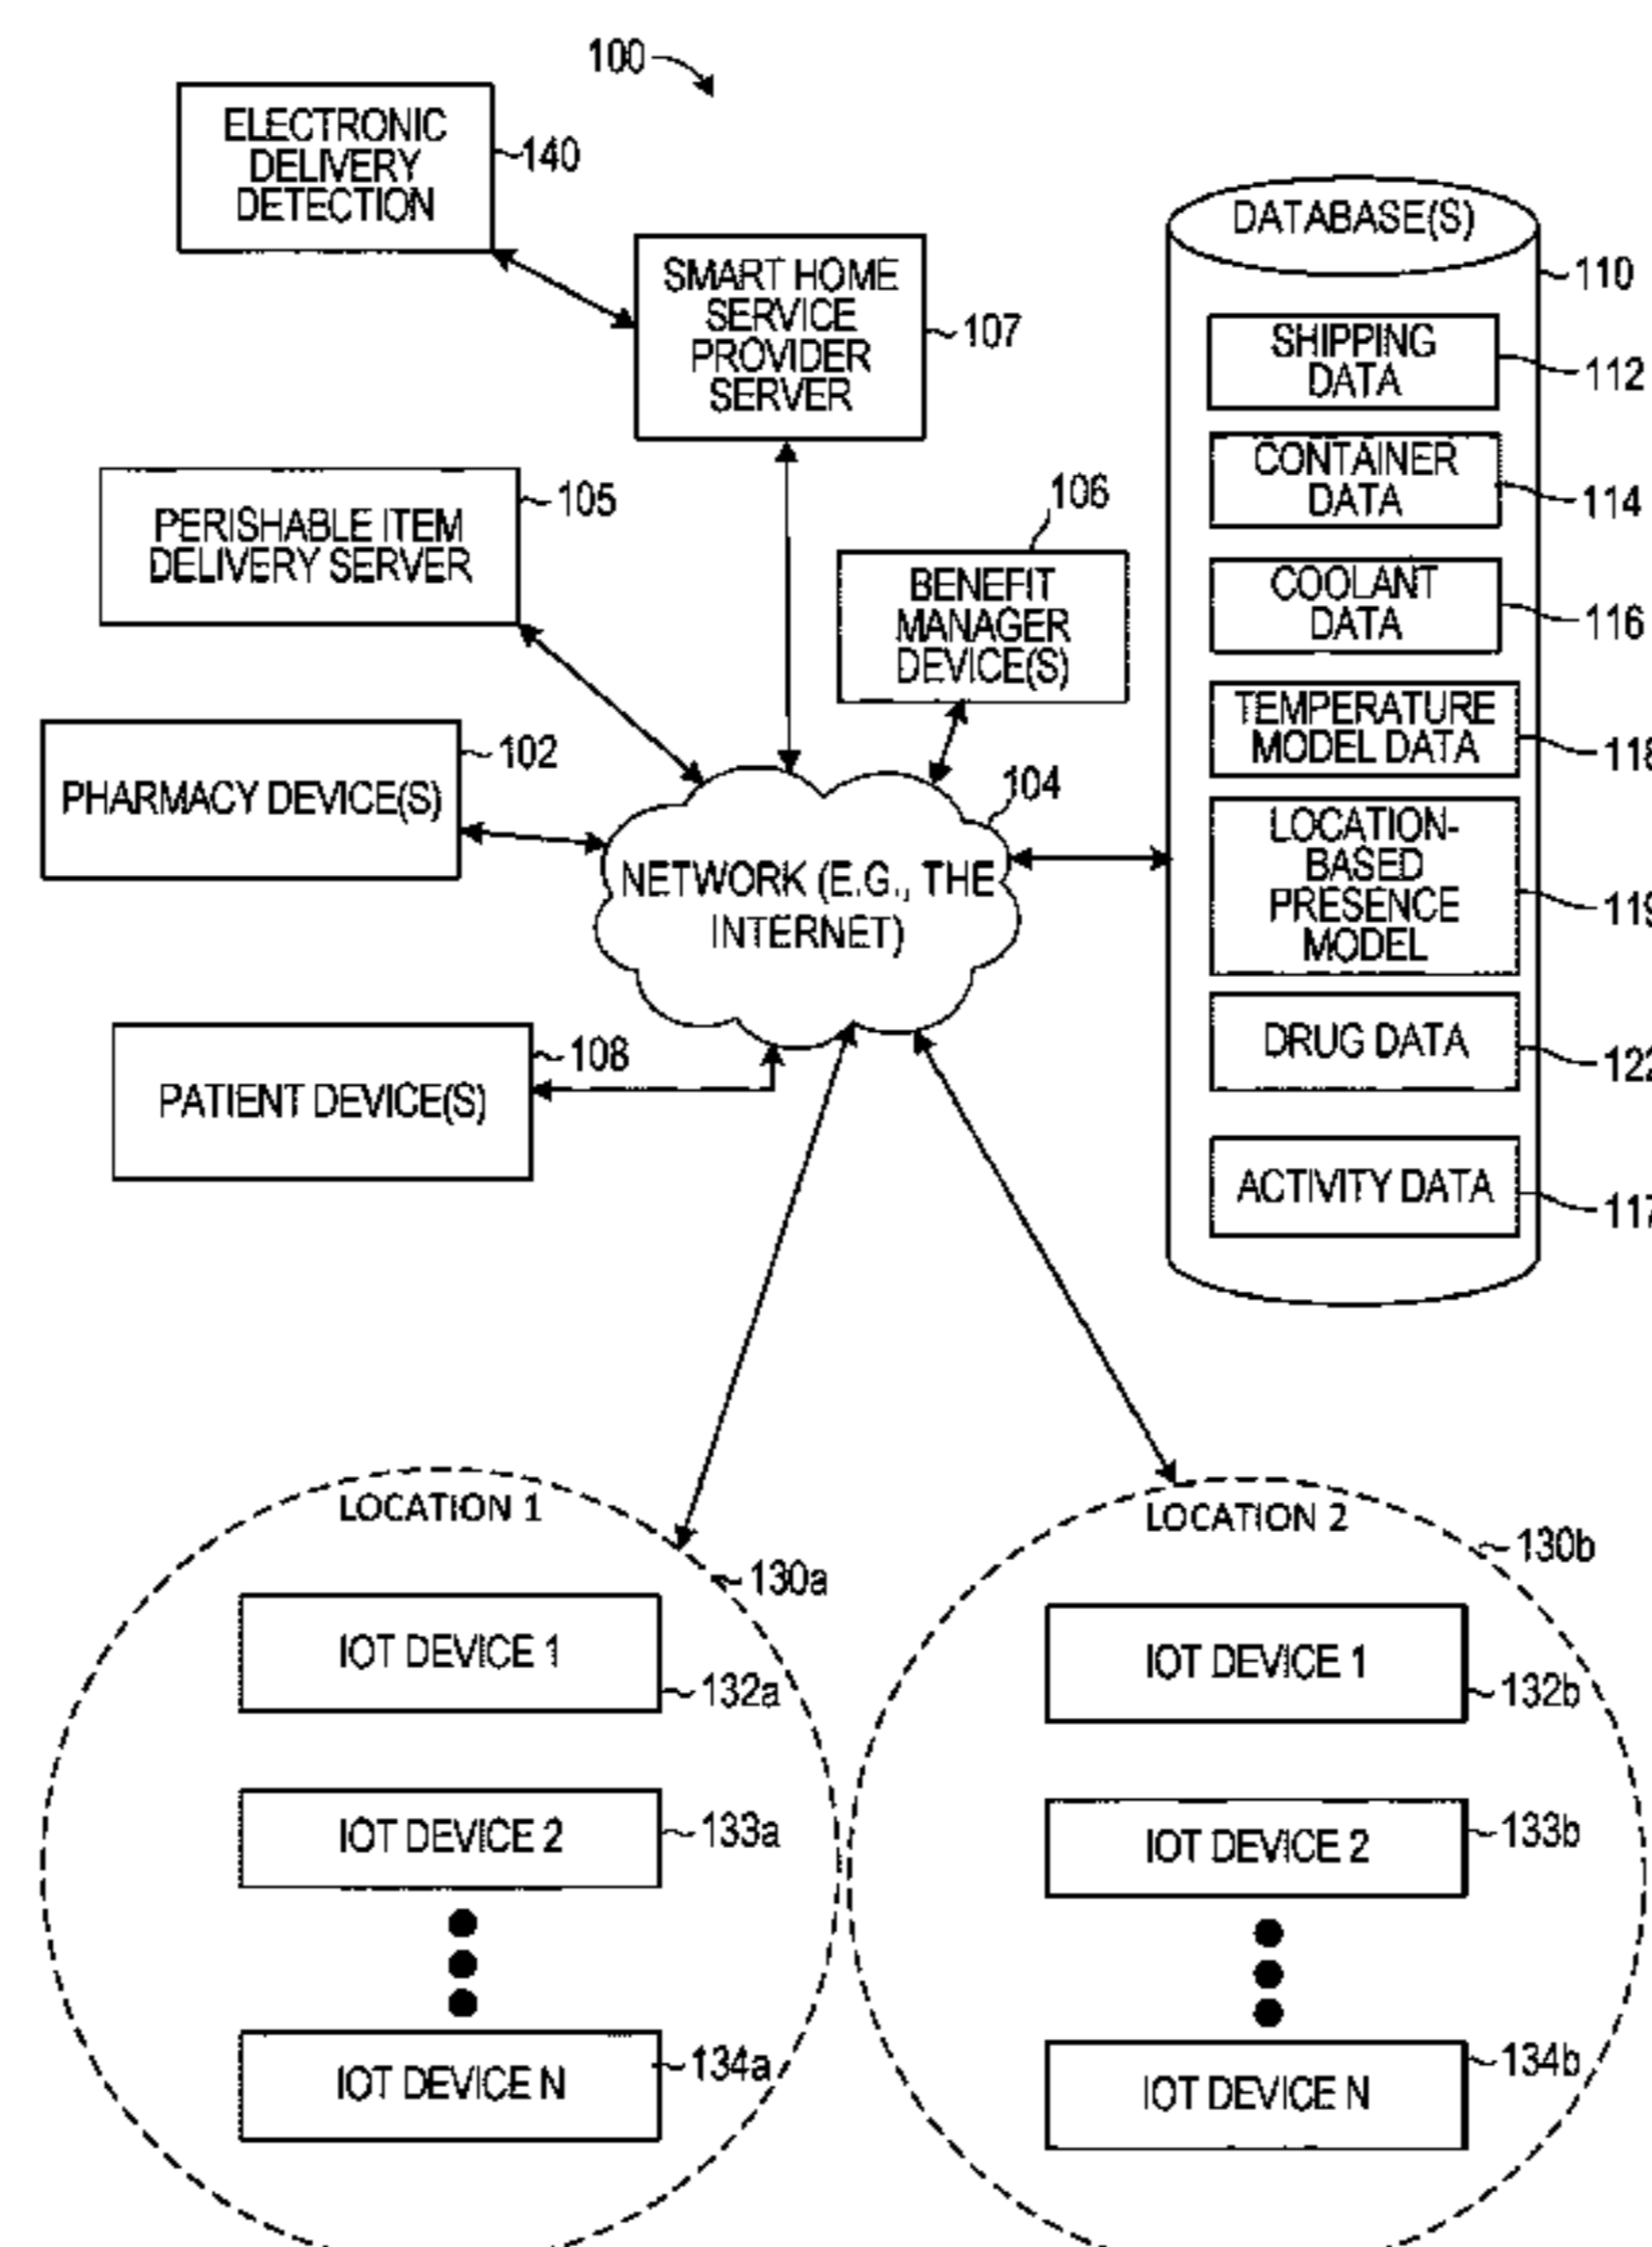 100
ELECTRONIC
DELIVERY
DETECTION
140
SMART HOME
SERVICE
PROVIDER
SERVER
107
PERISHABLE ITEM
DELIVERY SERVER
105
BENEFIT
MANAGER
DEVICE(S)
106
PHARMACY DEVICE(S)
102
NETWORK (E.G., THE
INTERNET)
104
PATIENT DEVICE(S)
108
DATABASE(S)
110
SHIPPING
DATA
112
CONTAINER
DATA
114
COOLANT
DATA
116
TEMPERATURE
MODEL DATA
118
LOCATION-
BASED
PRESENCE
MODEL
119
DRUG DATA
122
ACTIVITY DATA
117
LOCATION 1
130a
IOT DEVICE 1
132a
IOT DEVICE 2
133a
IOT DEVICE N
134a
LOCATION 2
130b
IOT DEVICE 1
132b
IOT DEVICE 2
133b
IOT DEVICE N
134b